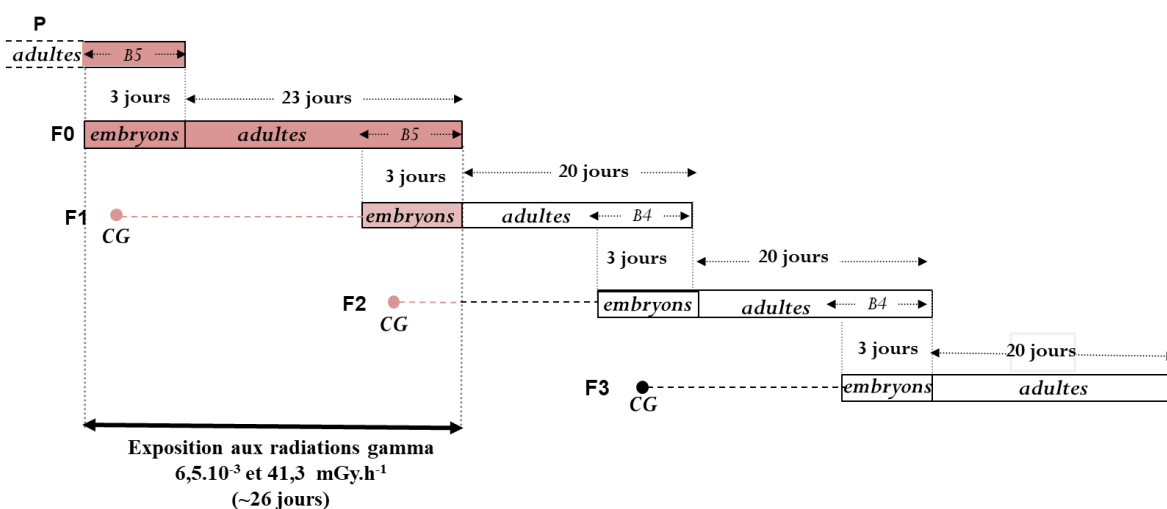 P
adultes B5
3 jours 23 jours
F0 embryons adultes B5
3 jours 20 jours
F1 CG embryons adultes B4
3 jours 20 jours
F2 CG embryons adultes B4
3 jours 20 jours
F3 CG embryons adultes
Exposition aux radiations gamma
6,5.10⁻³ et 41,3 mGy.h⁻¹
(~26 jours)